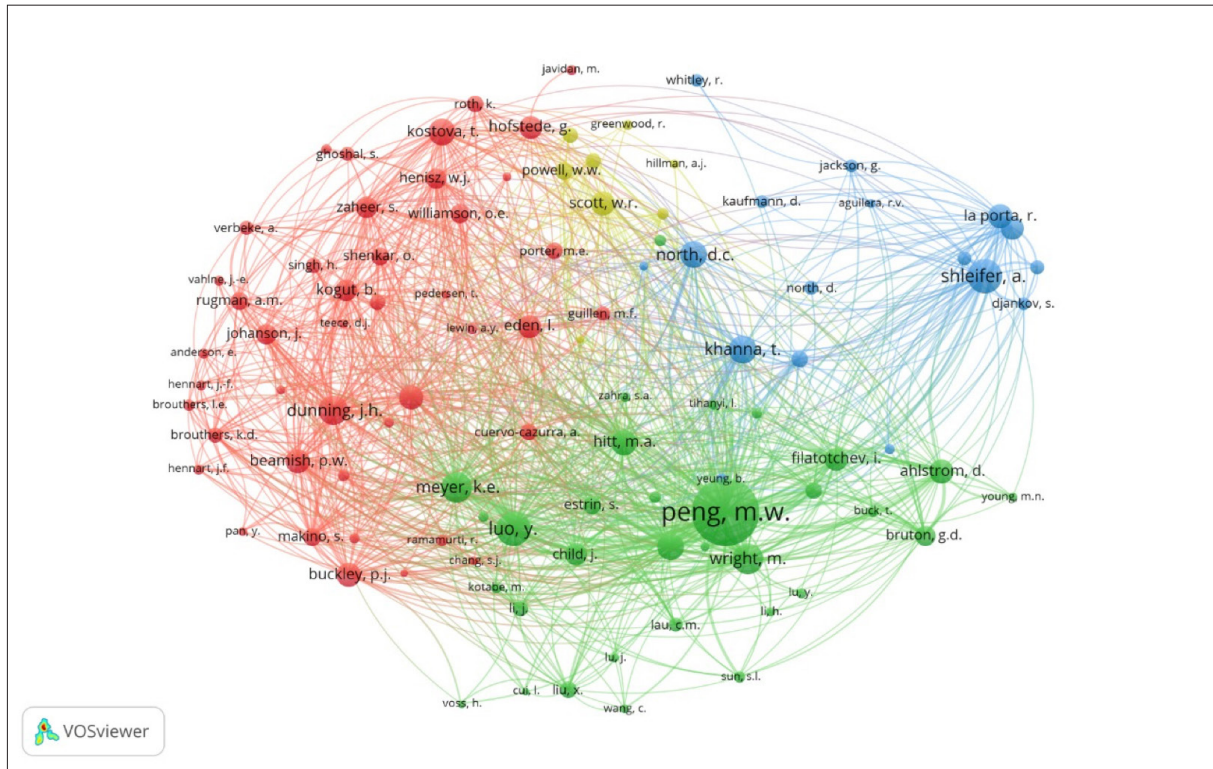 javidan, m.
whitley, r.
roth, k.
kostova, t.
hofstede, g.
greenwood, r.
ghoshal, s.
powell, w.w.
hillman, a.j.
jackson, g.
henisz, w.j.
scott, w.r.
kaufmann, d.
aguilera, r.v.
zaheer, s.
williamson, o.e.
la porta, r.
verbeke, a.
shenkar, o.
porter, m.e.
north, d.c.
singh, h.
shleifer, a.
vahlne, j.-e.
kogut, b.
pedersen, t.
north, d.
rugman, a.m.
djankov, s.
teece, d.j.
lewin, a.y.
eden, l.
guillen, m.f.
johanson, j.
khanna, t.
anderson, e.
hennart, j.-f.
zahra, s.a.
tihanyi, l.
brouthers, l.e.
dunning, j.h.
brouthers, k.d.
cuervo-cazurra, a.
hitt, m.a.
hennart, j.f.
beamish, p.w.
filatotchev, i.
ahlstrom, d.
meyer, k.e.
yeung, b.
young, m.n.
estrin, s.
peng, m.w.
buck, t.
pan, y.
makino, s.
ramamurti, r.
luo, y.
bruton, g.d.
child, j.
wright, m.
chang, s.j.
buckley, p.j.
kotabe, m.
lu, y.
li, j.
li, h.
lau, c.m.
lu, j.
sun, s.l.
cui, l.
liu, x.
voss, h.
wang, c.
VOSviewer